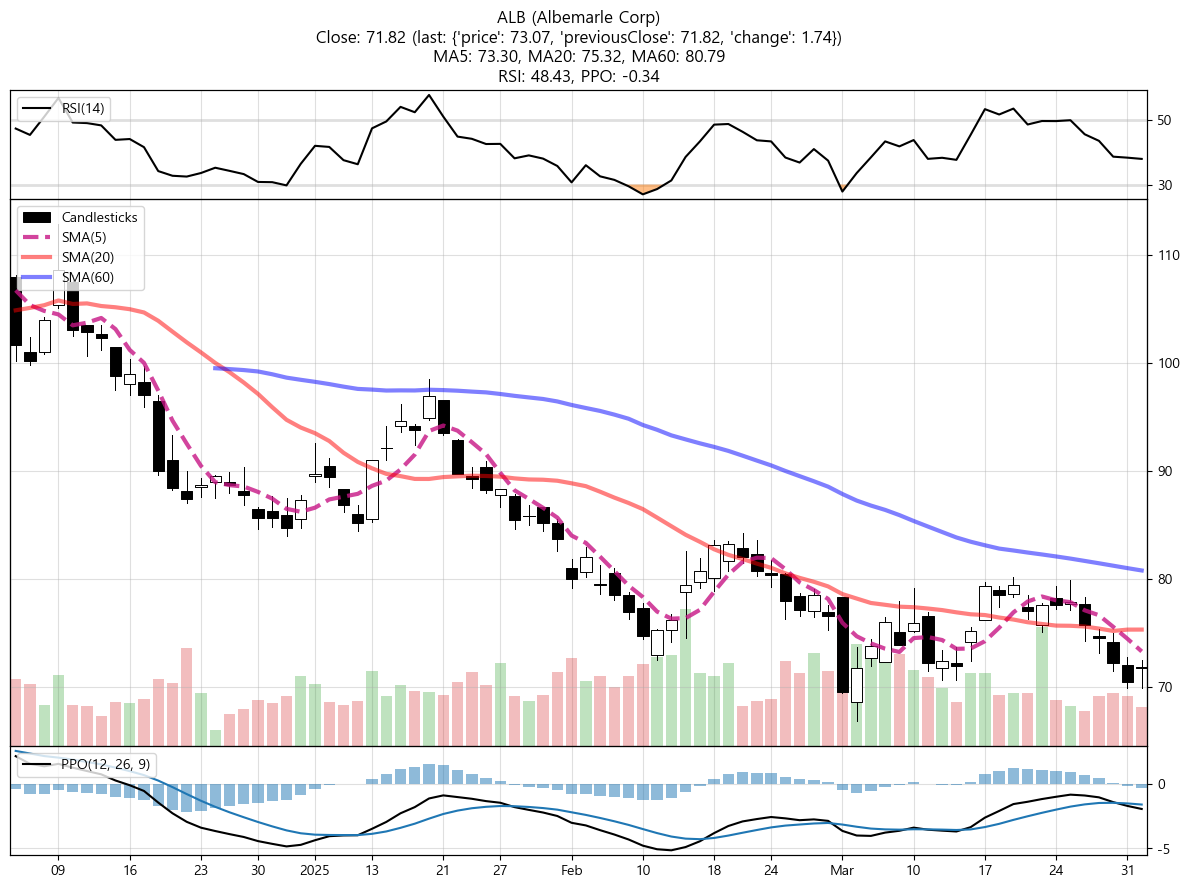 ALB (Albemarle Corp)
Close: 71.82 (last: {'price': 73.07, 'previousClose': 71.82, 'change': 1.74})
MA5: 73.30, MA20: 75.32, MA60: 80.79
RSI: 48.43, PPO: -0.34
RSI(14)
50
30
Candlesticks
SMA(5)
SMA(20)
SMA(60)
110
100
90
80
70
PPO(12, 26, 9)
0
-5
09 16 23 30 2025 13 21 27 Feb 10 18 24 Mar 10 17 24 31